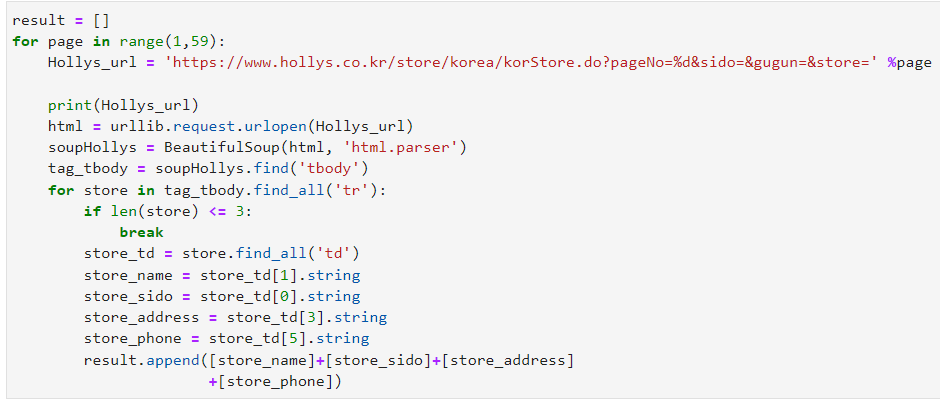 result = []
for page in range(1,59):
    Hollys_url = 'https://www.hollys.co.kr/store/korea/korStore.do?pageNo=%d&sido=&gugun=&store=' %page
    print(Hollys_url)
    html = urllib.request.urlopen(Hollys_url)
    soupHollys = BeautifulSoup(html, 'html.parser')
    tag_tbody = soupHollys.find('tbody')
    for store in tag_tbody.find_all('tr'):
        if len(store) <= 3:
            break
        store_td = store.find_all('td')
        store_name = store_td[1].string
        store_sido = store_td[0].string
        store_address = store_td[3].string
        store_phone = store_td[5].string
        result.append([store_name]+[store_sido]+[store_address]
                      +[store_phone])